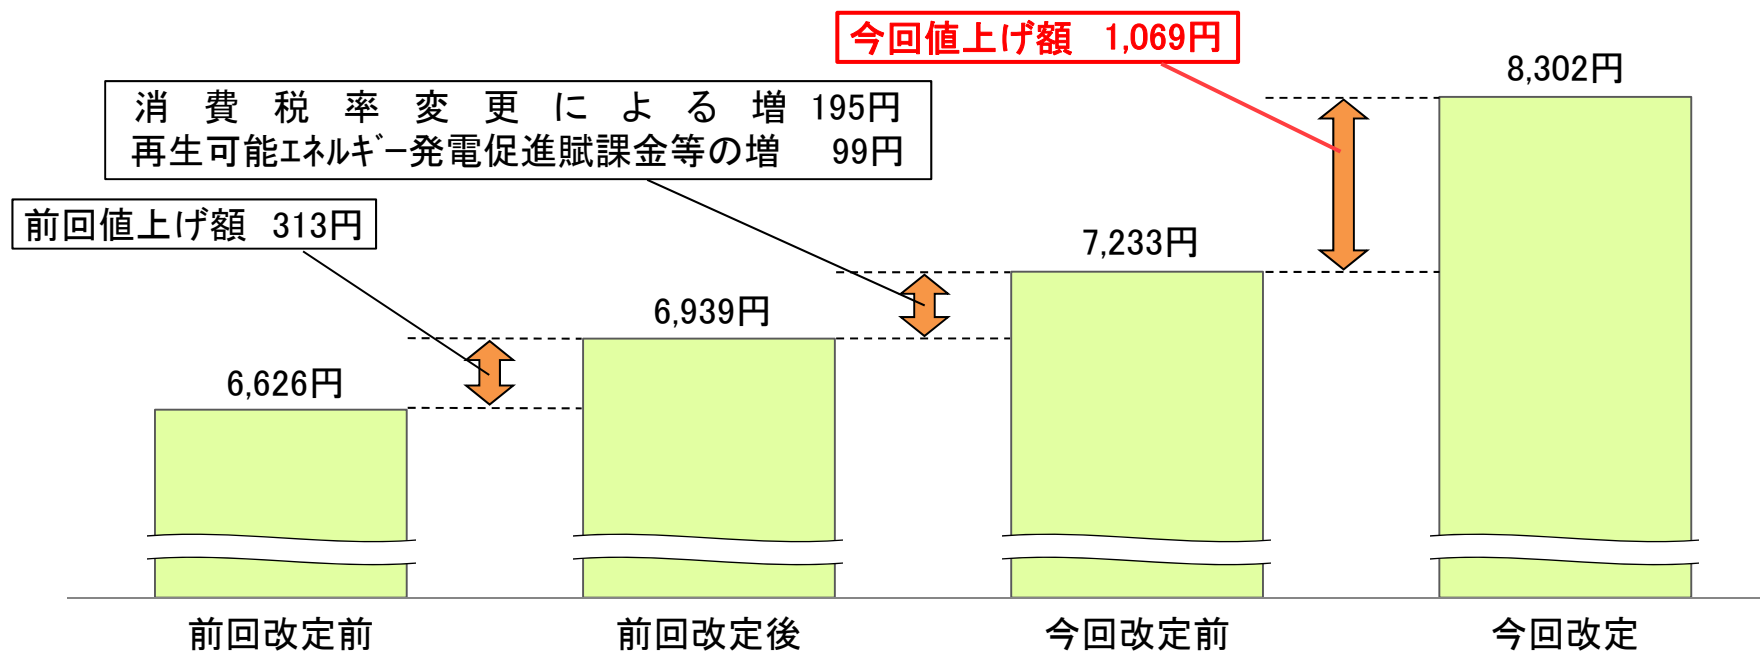 今回値上げ額 1,069円
8,302円
消費税率変更による増 195円
再生可能エネルギー発電促進賦課金等の増 99円
前回値上げ額 313円
7,233円
6,939円
6,626円
前回改定前
前回改定後
今回改定前
今回改定